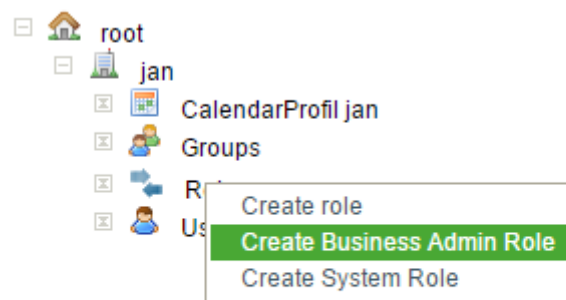 root
jan
CalendarProfil jan
Groups
Create role
Create Business Admin Role
Create System Role